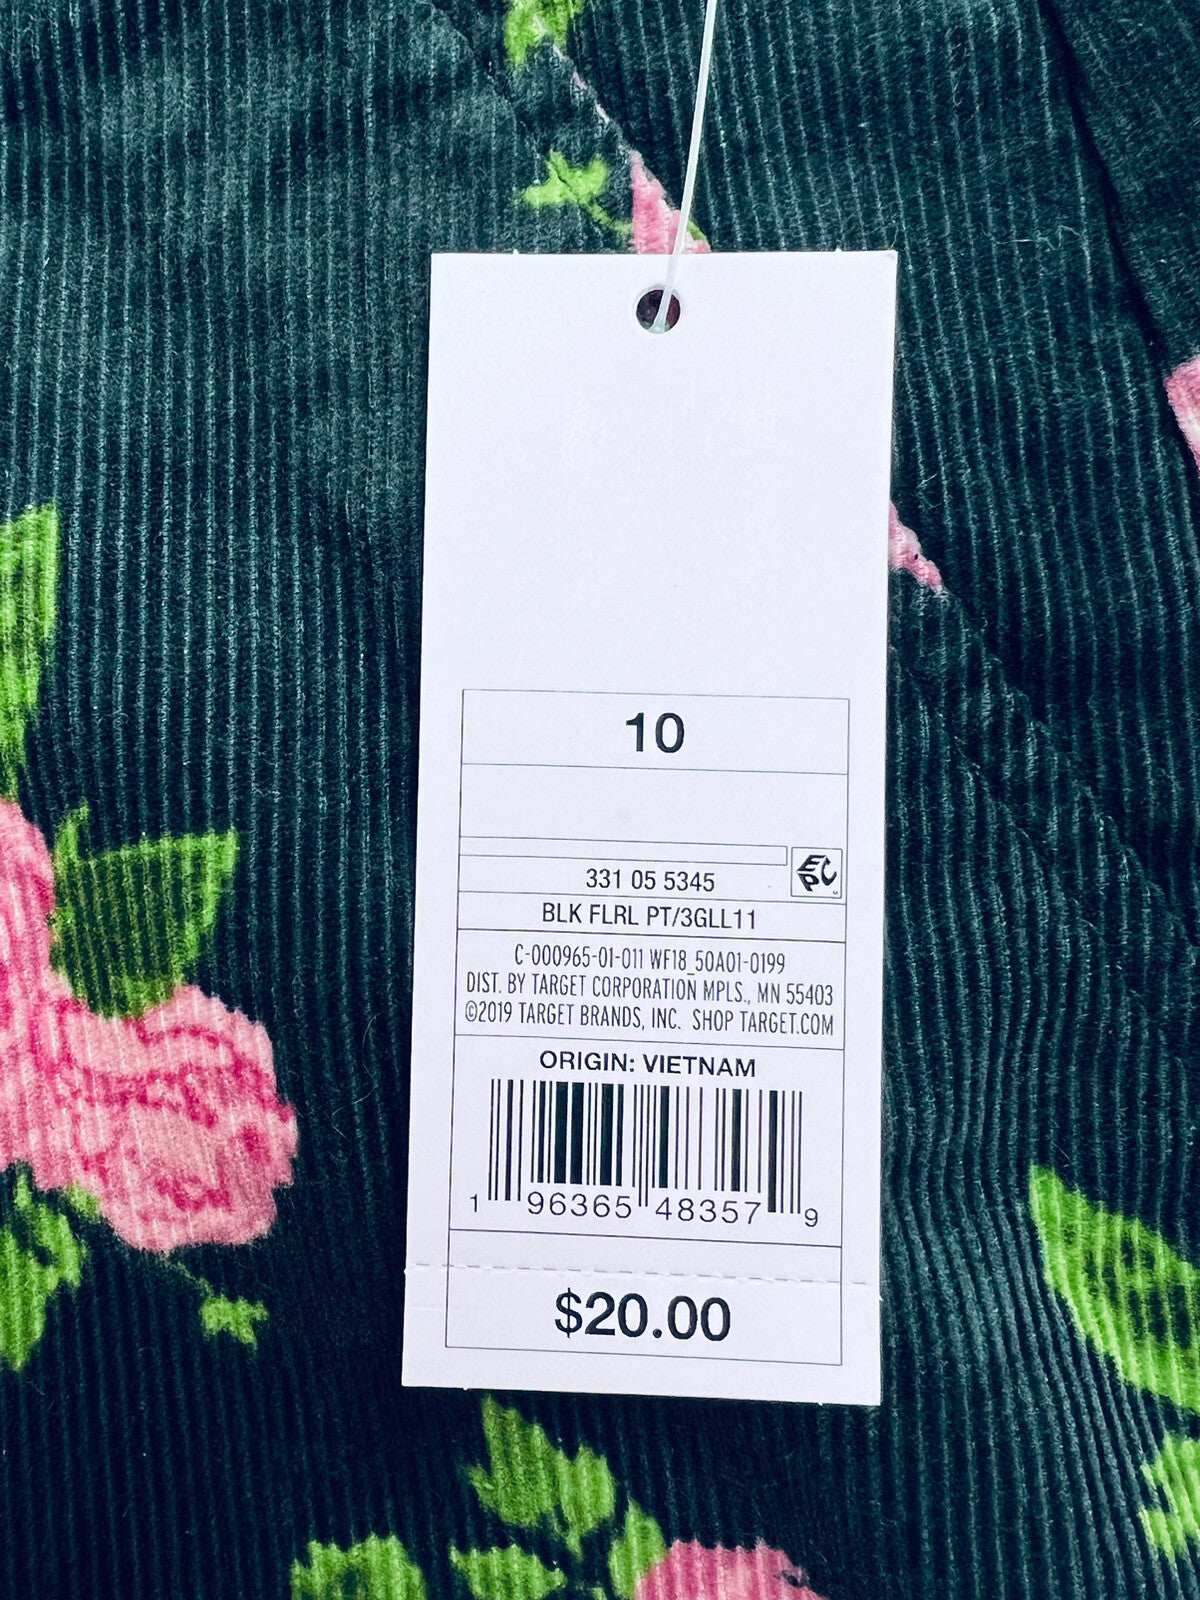 10
331 05 5345
EPC
BLK FLRL PT/3GLL11
C-000965-01-011 WF18_50A01-0199
DIST. BY TARGET CORPORATION MPLS., MN 55403
©2019 TARGET BRANDS, INC. SHOP TARGET.COM
ORIGIN: VIETNAM
1 96365 48357 9
$20.00